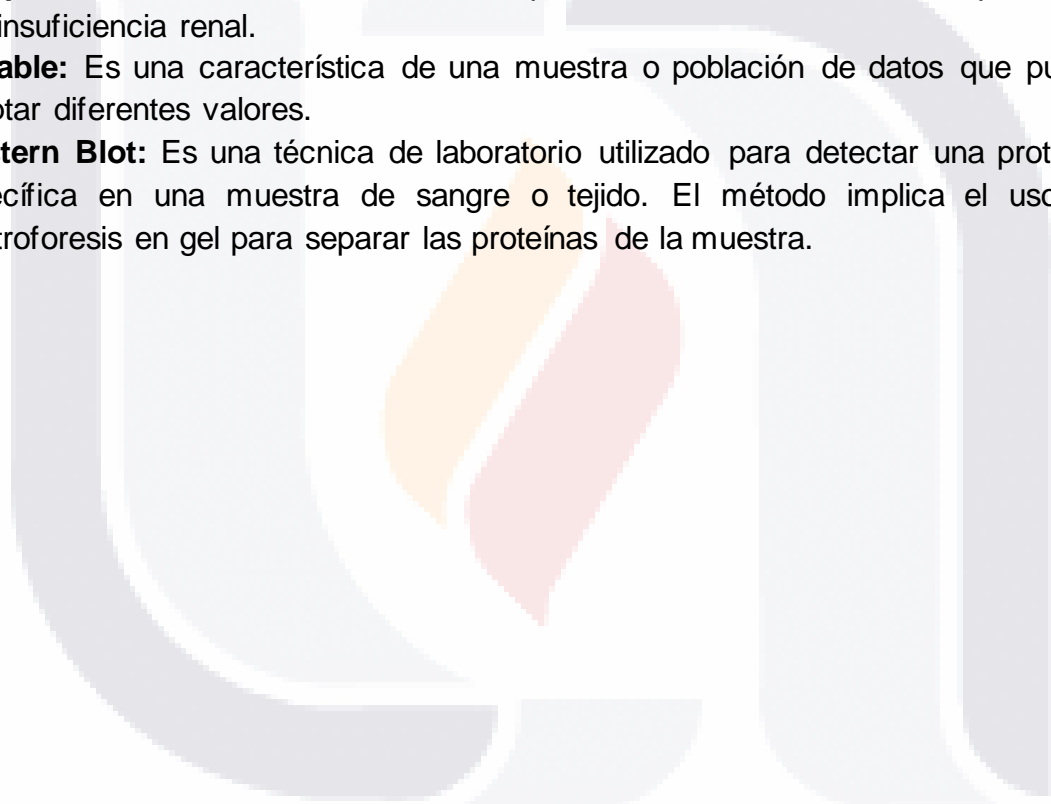 insuficiencia renal.
able: Es una característica de una muestra o población de datos que pu
otar diferentes valores.
tern Blot: Es una técnica de laboratorio utilizado para detectar una prot
ecífica en una muestra de sangre o tejido. El método implica el uso
troforesis en gel para separar las proteínas de la muestra.